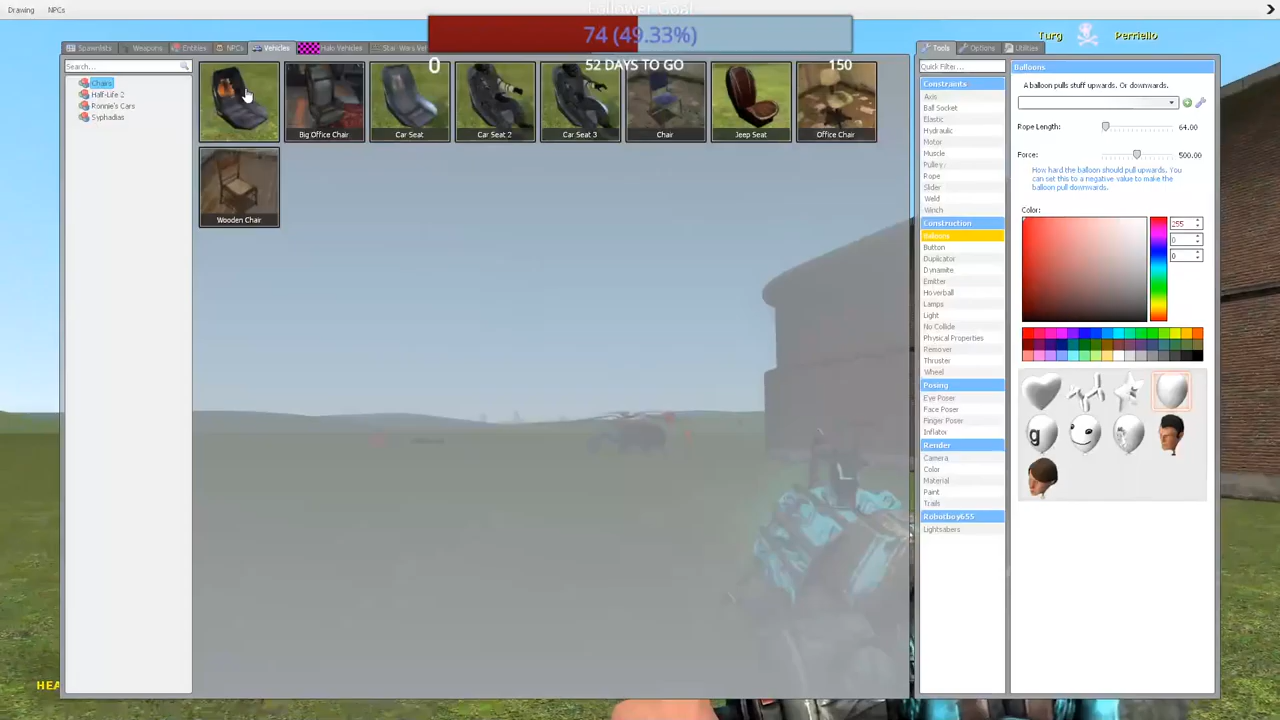 Drawing NPCs
Follower Goal
74 (49.33%)
0 52 DAYS TO GO 150
Turg Perriello
Spawnlists Weapons Entities NPCs Vehicles Halo Vehicles
Tools Options Utilities
Search...
Chairs
Half-Life 2
Ronnie's Cars
Syphadias
Big Office Chair
Car Seat
Car Seat 2
Car Seat 3
Chair
Jeep Seat
Office Chair
Wooden Chair
Quick Filter...
Constraints
Axis
Ball Socket
Elastic
Hydraulic
Motor
Muscle
Pulley
Rope
Slider
Weld
Winch
Construction
Balloons
Button
Duplicator
Dynamite
Emitter
Hoverball
Lamps
Light
No Collide
Physical Properties
Remover
Thruster
Wheel
Posing
Eye Poser
Face Poser
Finger Poser
Inflator
Render
Camera
Color
Material
Paint
Trails
Robotboy655
Lightsabers
Balloons
A balloon pulls stuff upwards. Or downwards.
Rope Length: 64.00
Force: 500.00
How hard the balloon should pull upwards. You
can set this to a negative value to make the
balloon pull downwards.
Color:
255
0
0
g
HEA